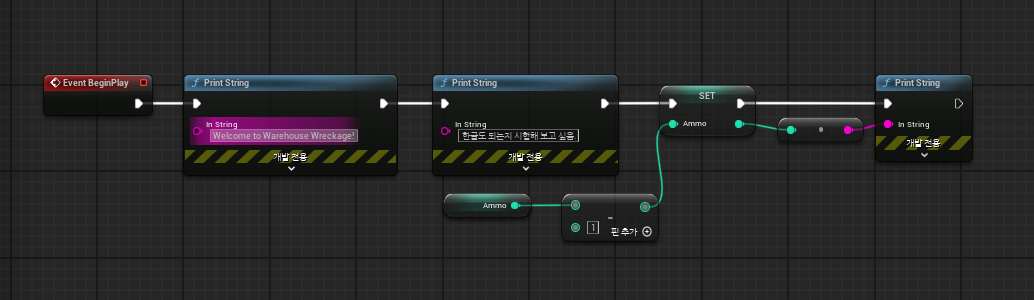 Event BeginPlay
Print String
In String
Welcome to Warehouse Wreckage!
개발 전용
Print String
In String
한글도 되는지 시험해 보고 싶음
개발 전용
SET
Ammo
Print String
In String
개발 전용
Ammo
1
핀 추가